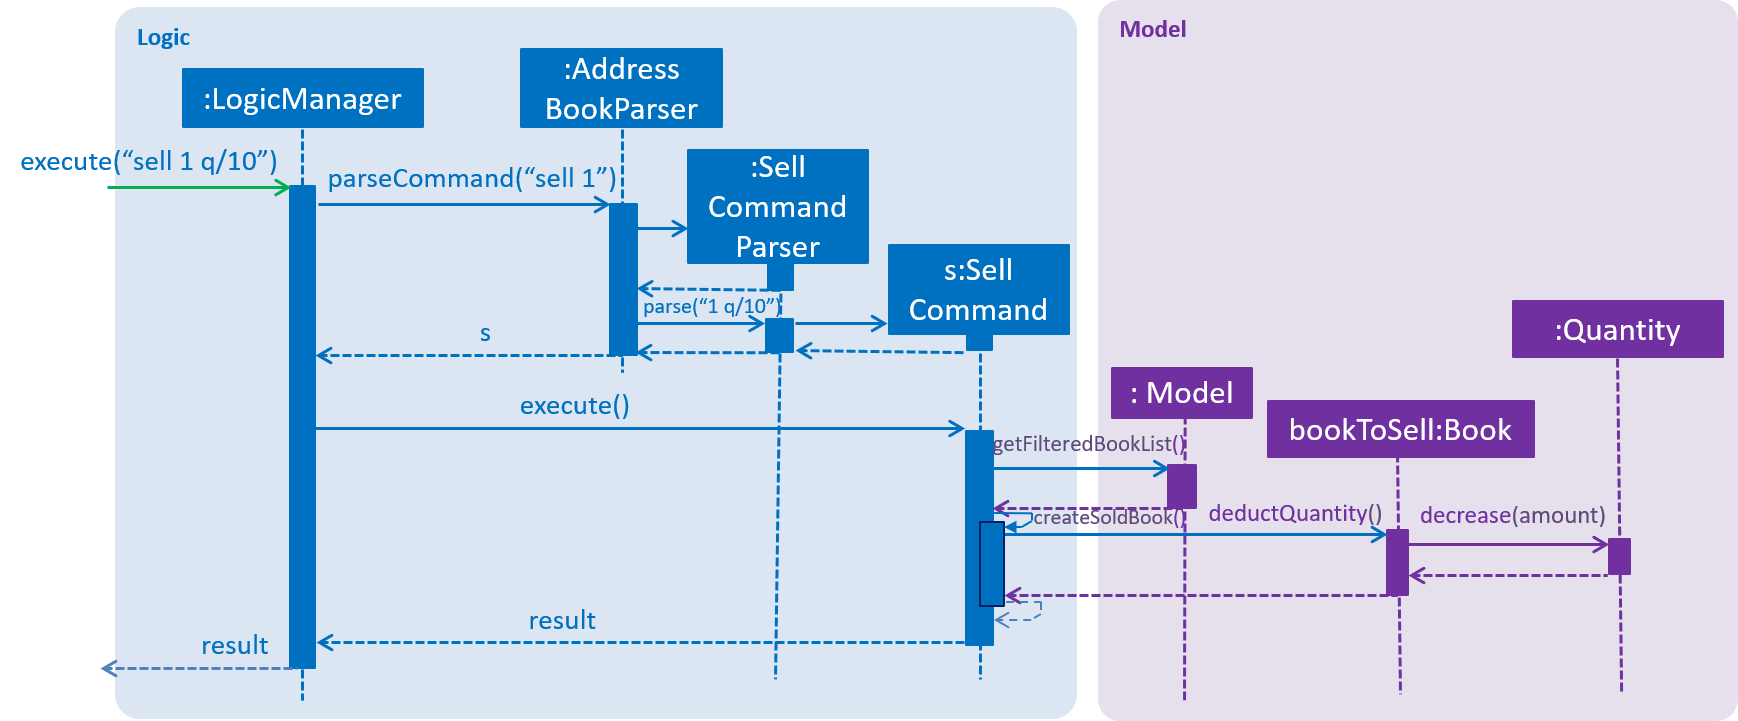 Logic
Model
:LogicManager
:Address
BookParser
execute(“sell 1 q/10”)
parseCommand(“sell 1”)
:Sell
Command
Parser
s:Sell
Command
parse(“1 q/10”)
s
:Quantity
: Model
execute()
bookToSell:Book
getFilteredBookList()
createSoldBook()
deductQuantity()
decrease(amount)
result
result